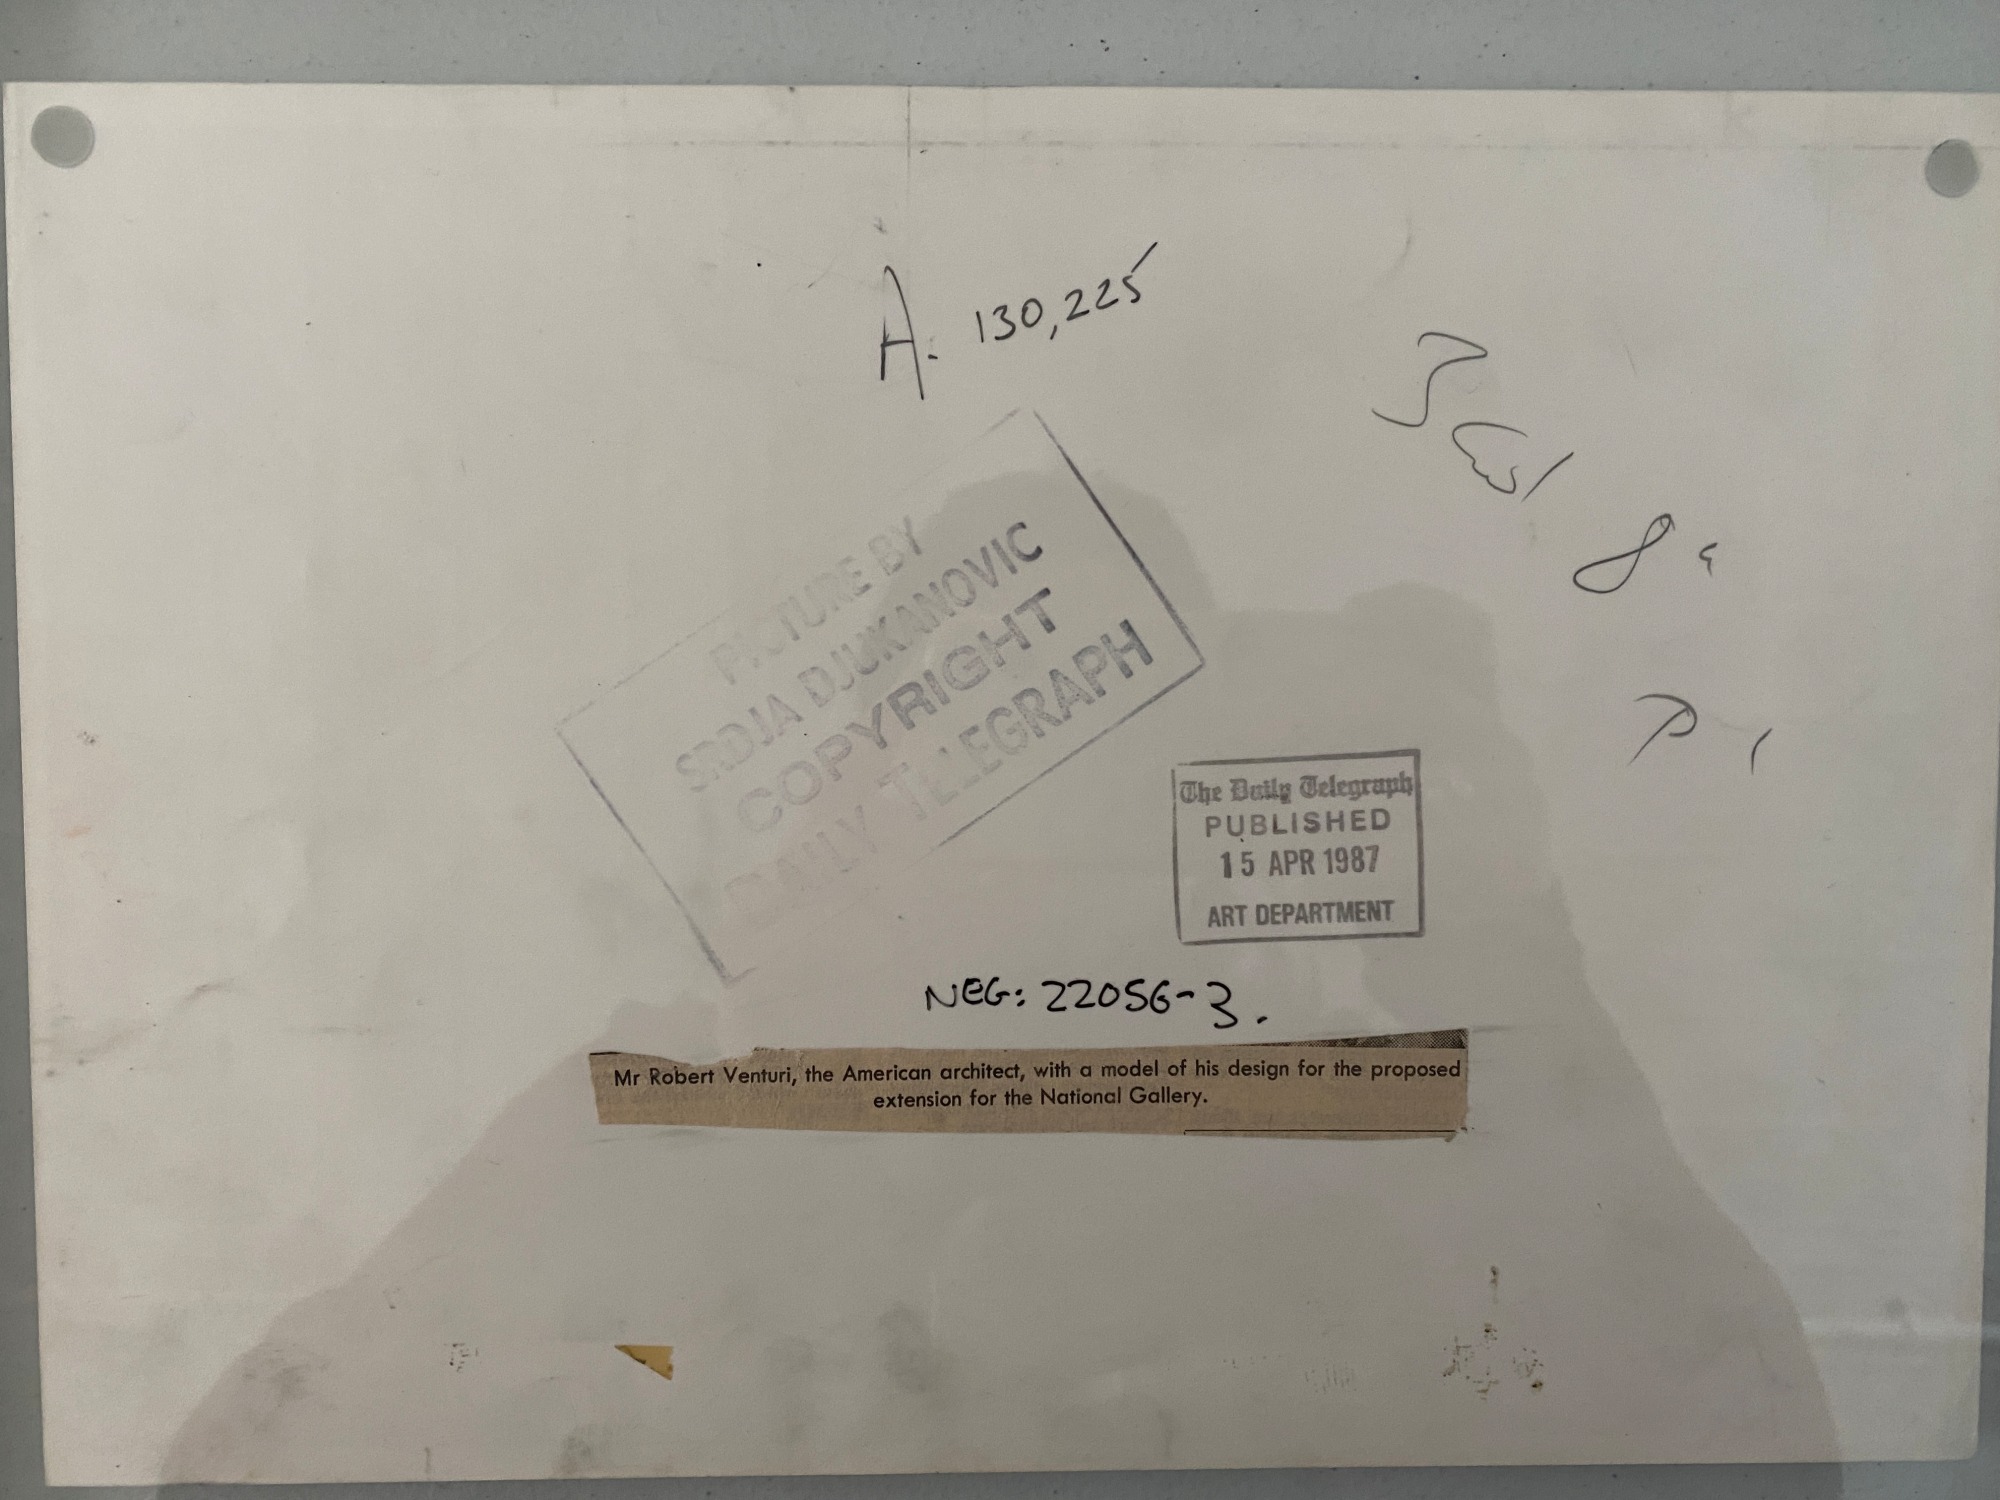 A. 130,225
PICTURE BY
SRDJA DJUKANOVIC
COPYRIGHT
DAILY TELEGRAPH
The Daily Telegraph
PUBLISHED
15 APR 1987
ART DEPARTMENT
NEG: 22056-3.
Mr Robert Venturi, the American architect, with a model of his design for the proposed
extension for the National Gallery.